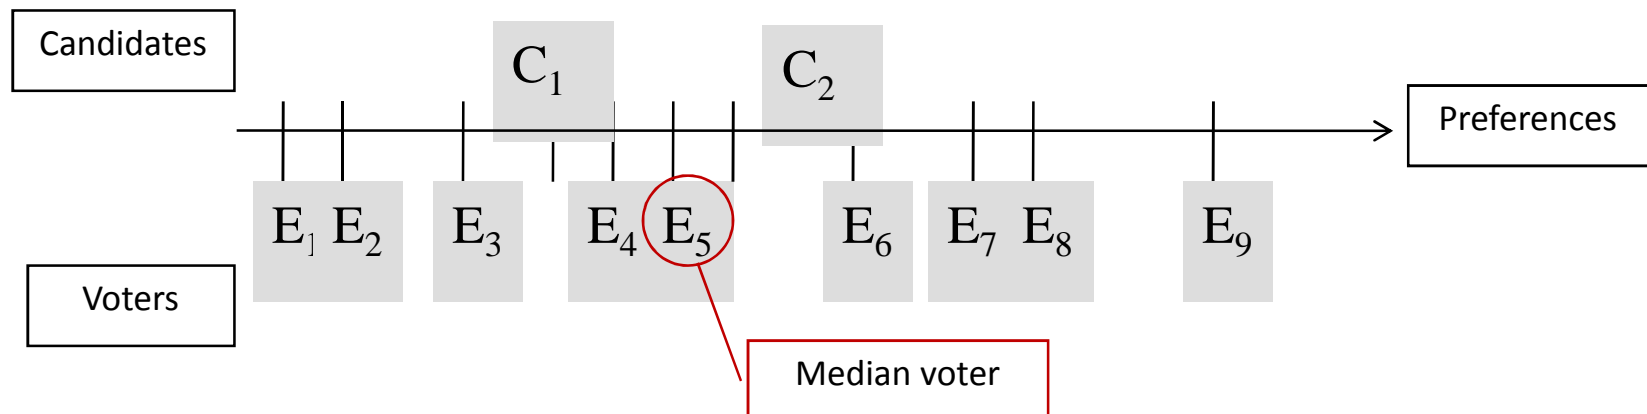 Candidates
C₁
C₂
Preferences
E₁ E₂ E₃ E₄ E₅ E₆ E₇ E₈ E₉
Voters
Median voter